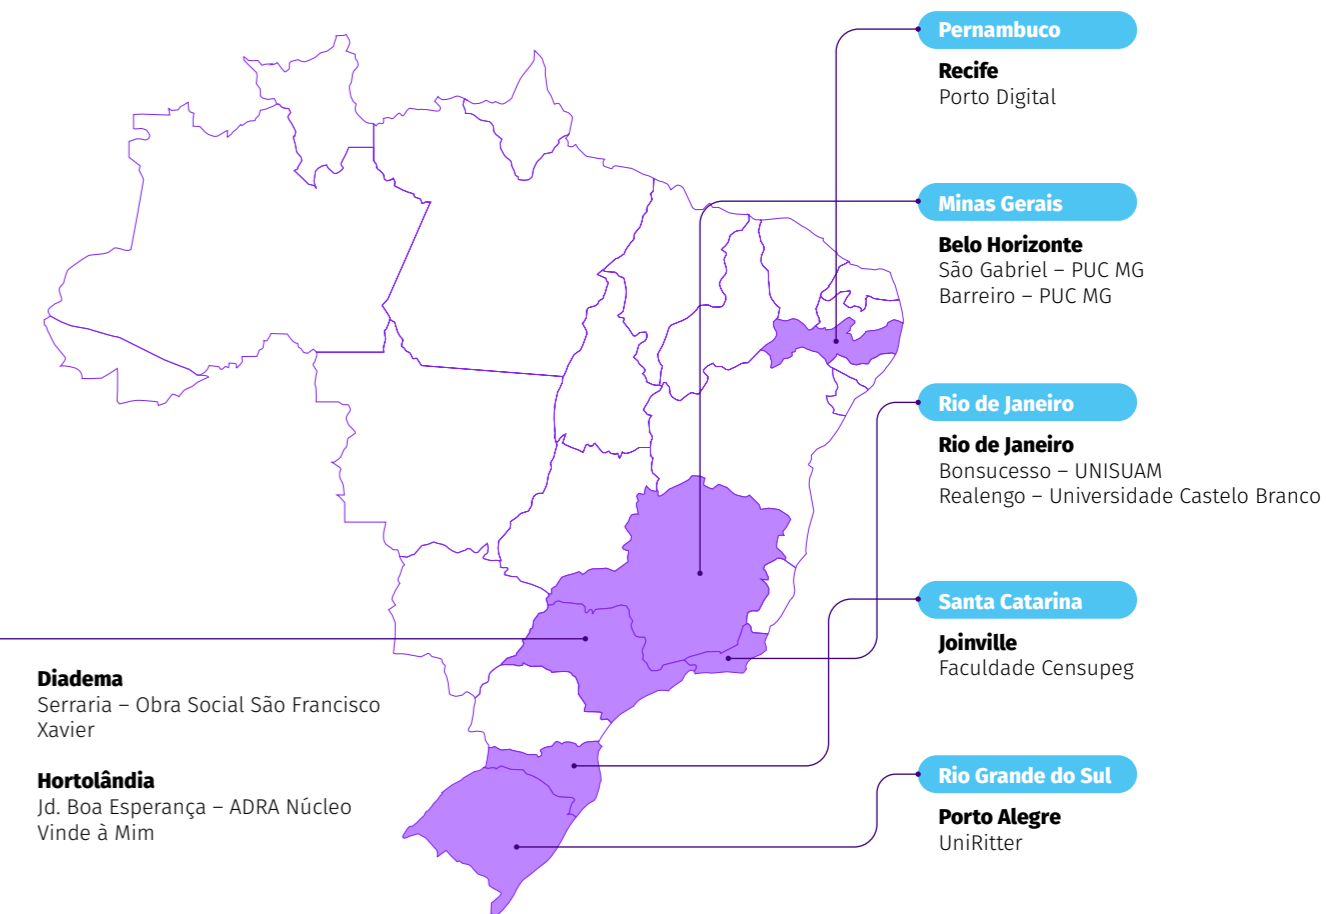 Pernambuco
Recife
Porto Digital
Minas Gerais
Belo Horizonte
São Gabriel – PUC MG
Barreiro – PUC MG
Rio de Janeiro
Rio de Janeiro
Bonsucesso – UNISUAM
Realengo – Universidade Castelo Branco
Santa Catarina
Joinville
Faculdade Censupeg
Rio Grande do Sul
Porto Alegre
UniRitter
Diadema
Serraria – Obra Social São Francisco
Xavier
Hortolândia
Jd. Boa Esperança – ADRA Núcleo
Vinde à Mim